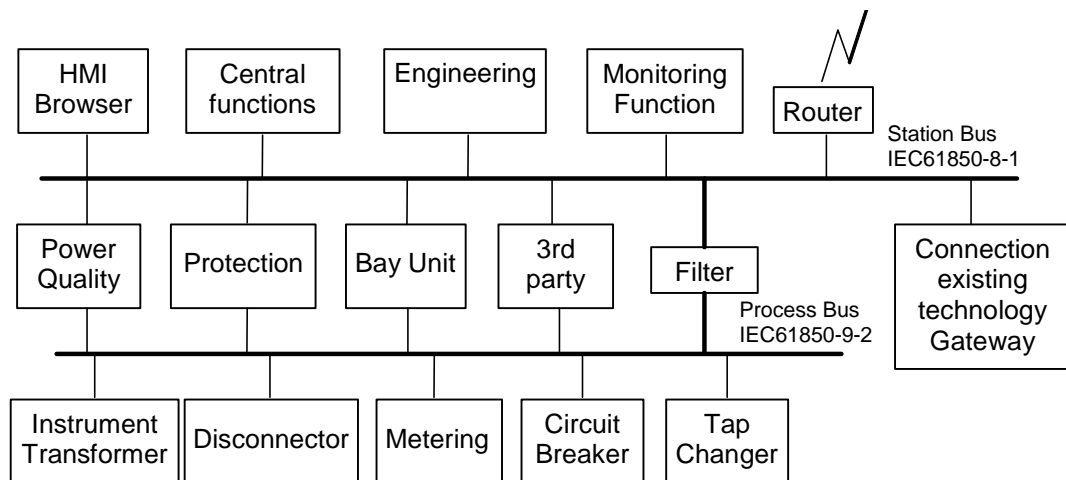 HMI
Browser
Central
functions
Engineering
Monitoring
Function
Router
Station Bus
IEC61850-8-1
Power
Quality
Protection
Bay Unit
3rd
party
Filter
Connection
existing
technology
Gateway
Process Bus
IEC61850-9-2
Instrument
Transformer
Disconnector
Metering
Circuit
Breaker
Tap
Changer